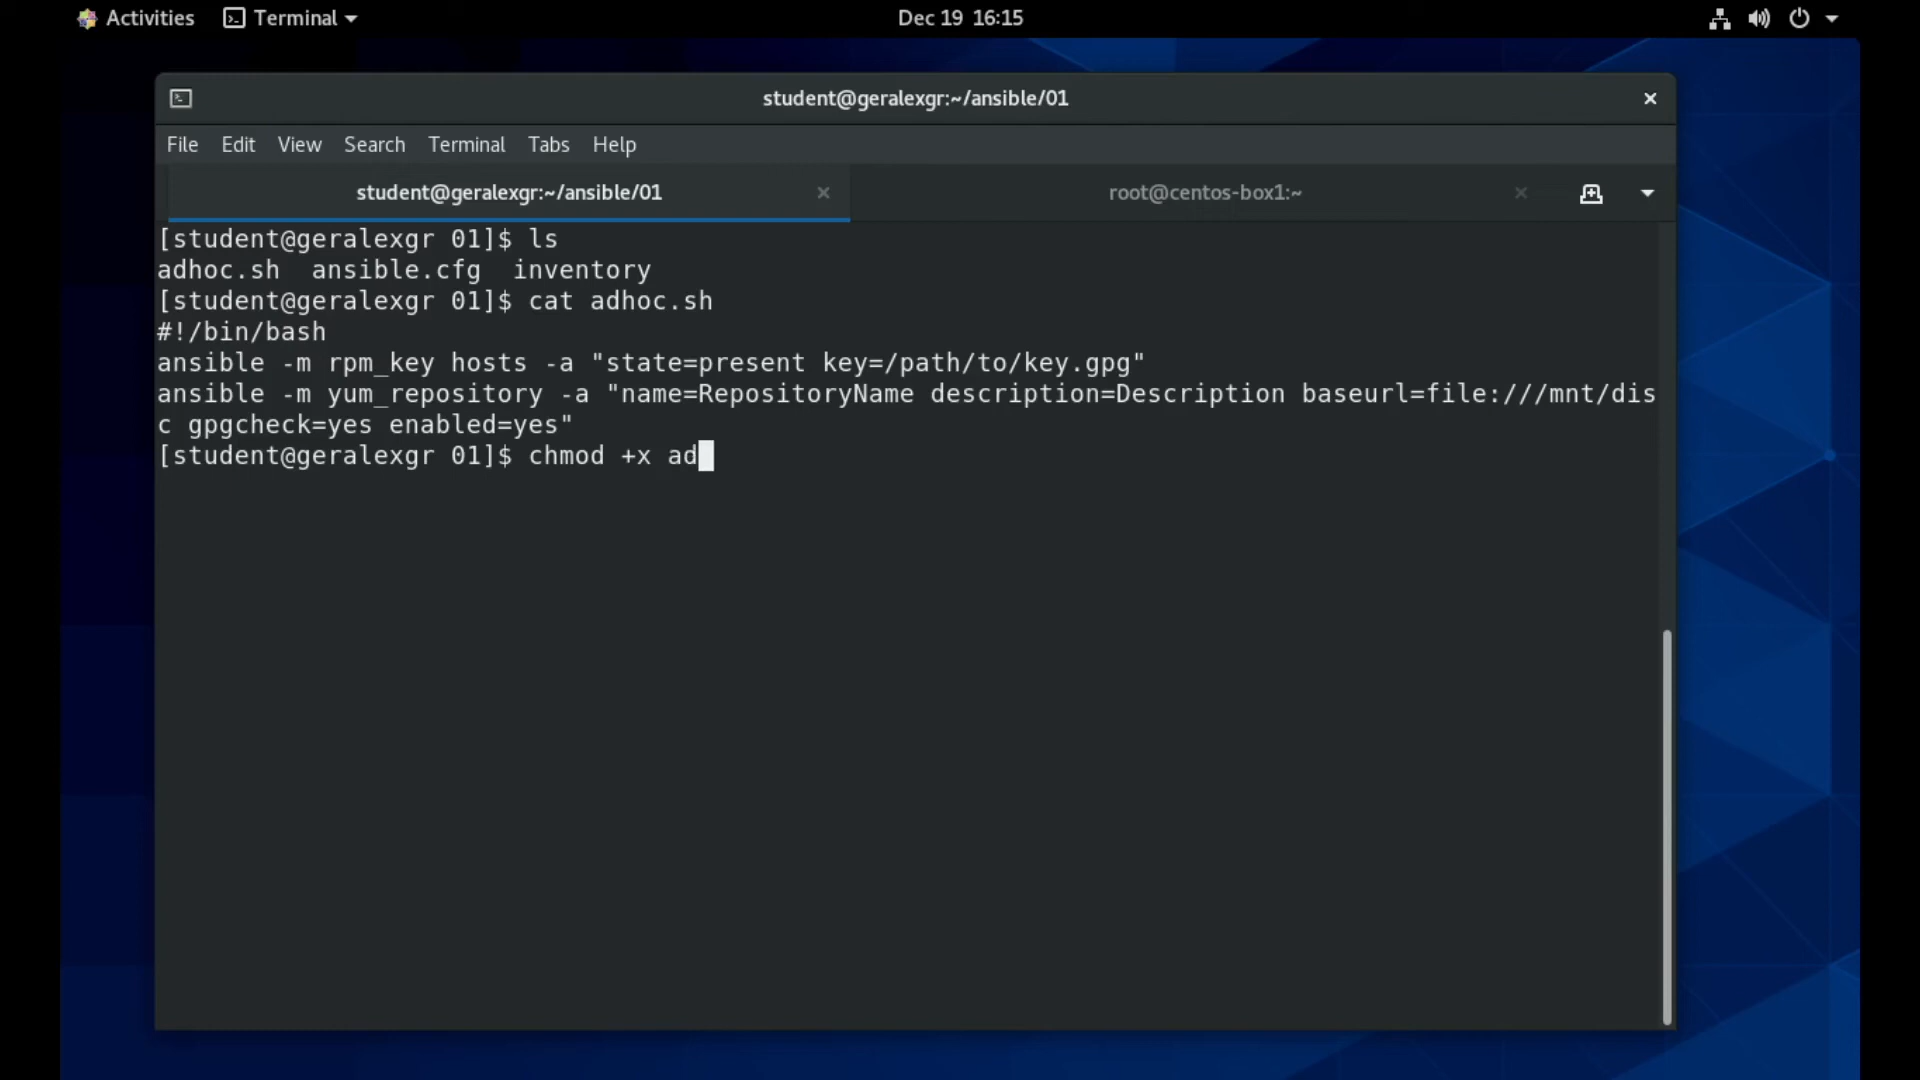 Activities Terminal Dec 19 16:15
student@geralexgr:~/ansible/01
File Edit View Search Terminal Tabs Help
student@geralexgr:~/ansible/01 root@centos-box1:~
[student@geralexgr 01]$ ls
adhoc.sh ansible.cfg inventory
[student@geralexgr 01]$ cat adhoc.sh
#!/bin/bash
ansible -m rpm_key hosts -a "state=present key=/path/to/key.gpg"
ansible -m yum_repository -a "name=RepositoryName description=Description baseurl=file:///mnt/dis
c gpgcheck=yes enabled=yes"
[student@geralexgr 01]$ chmod +x ad